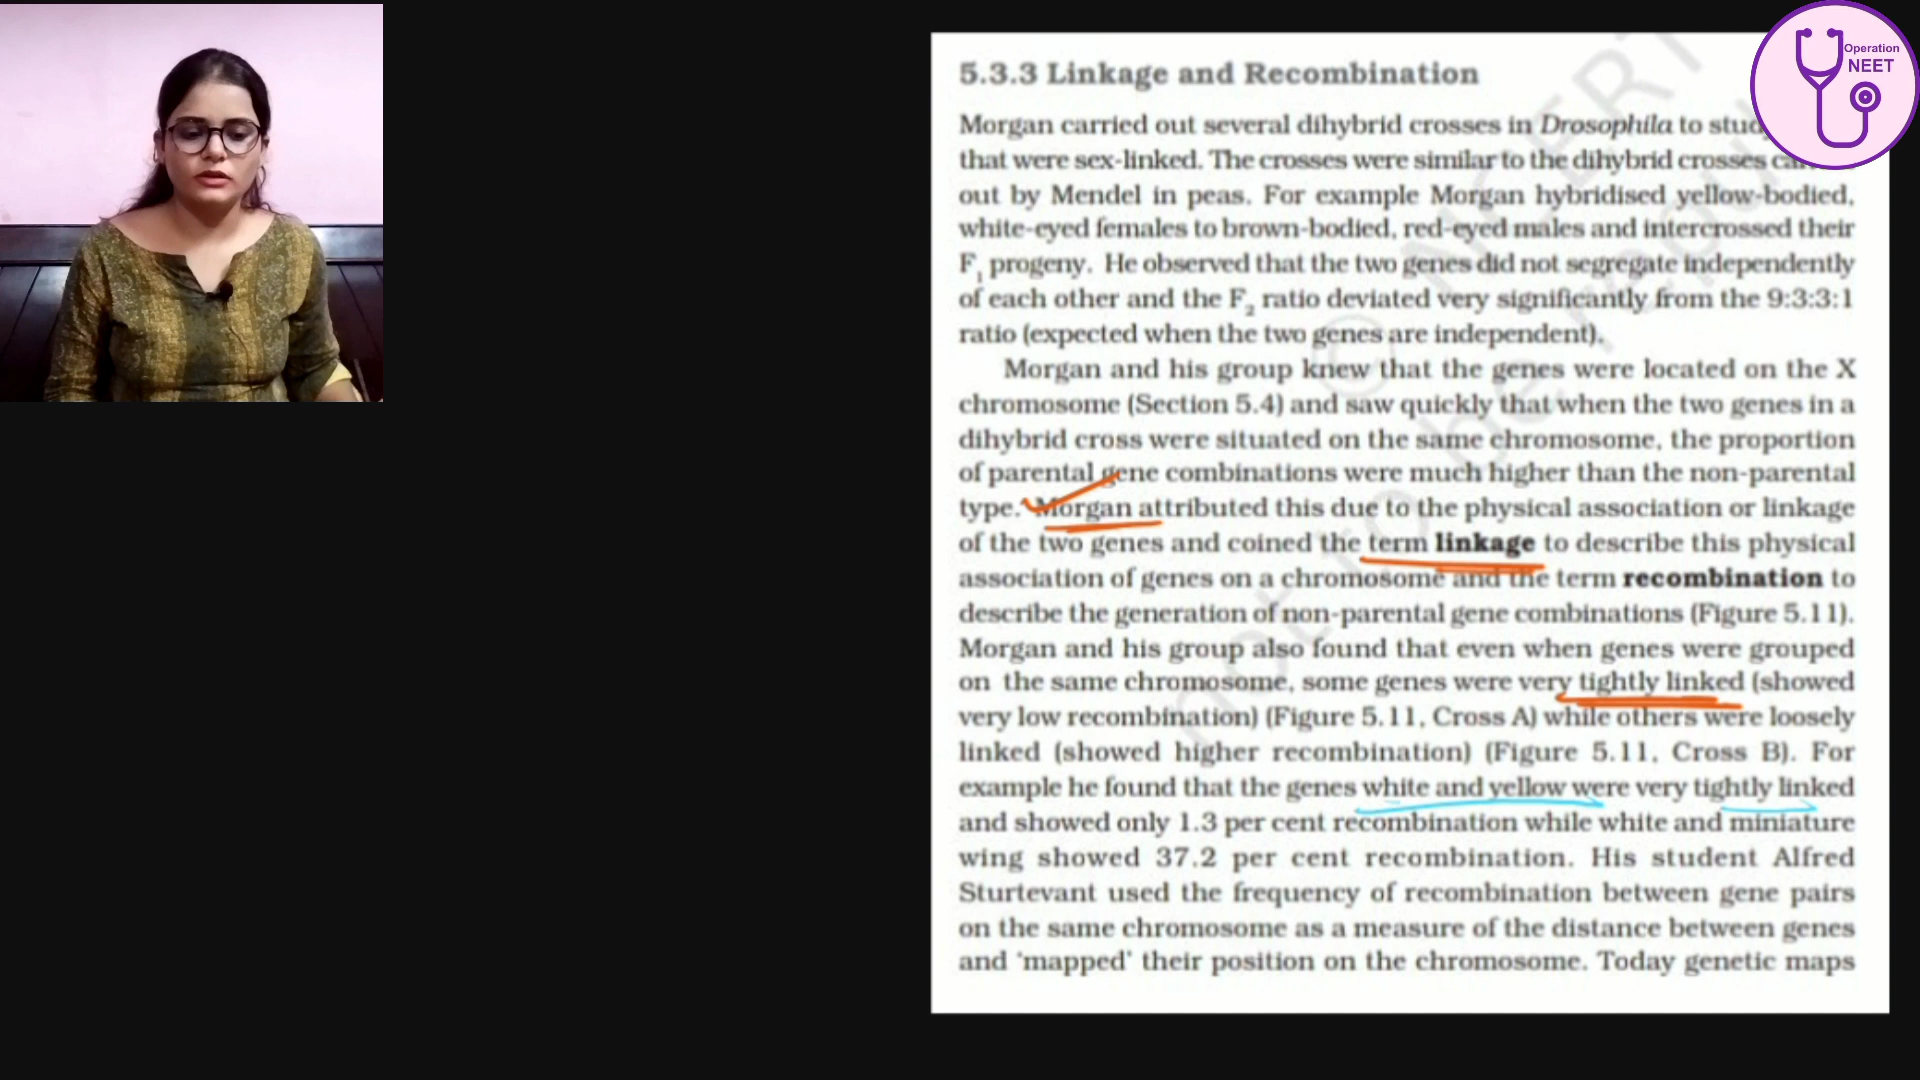 5.3.3 Linkage and Recombination
Operation
NEET
Morgan carried out several dihybrid crosses in Drosophila to
that were sex-linked. The crosses were similar to the dihybrid crosses
out by Mendel in peas. For example Morgan hybridised yellow-bodied,
white-eyed females to brown-bodied, red-eyed males and intercrossed their
F₁ progeny. He observed that the two genes did not segregate independently
of each other and the F₂ ratio deviated very significantly from the 9:3:3:1
ratio (expected when the two genes are independent).
Morgan and his group knew that the genes were located on the X
chromosome (Section 5.4) and saw quickly that when the two genes in a
dihybrid cross were situated on the same chromosome, the proportion
of parental gene combinations were much higher than the non-parental
type. Morgan attributed this due to the physical association or linkage
of the two genes and coined the term linkage to describe this physical
association of genes on a chromosome and the term recombination to
describe the generation of non-parental gene combinations (Figure 5.11).
Morgan and his group also found that even when genes were grouped
on the same chromosome, some genes were very tightly linked (showed
very low recombination) (Figure 5.11, Cross A) while others were loosely
linked (showed higher recombination) (Figure 5.11, Cross B). For
example he found that the genes white and yellow were very tightly linked
and showed only 1.3 per cent recombination while white and miniature
wing showed 37.2 per cent recombination. His student Alfred
Sturtevant used the frequency of recombination between gene pairs
on the same chromosome as a measure of the distance between genes
and 'mapped' their position on the chromosome. Today genetic maps
© NCERT